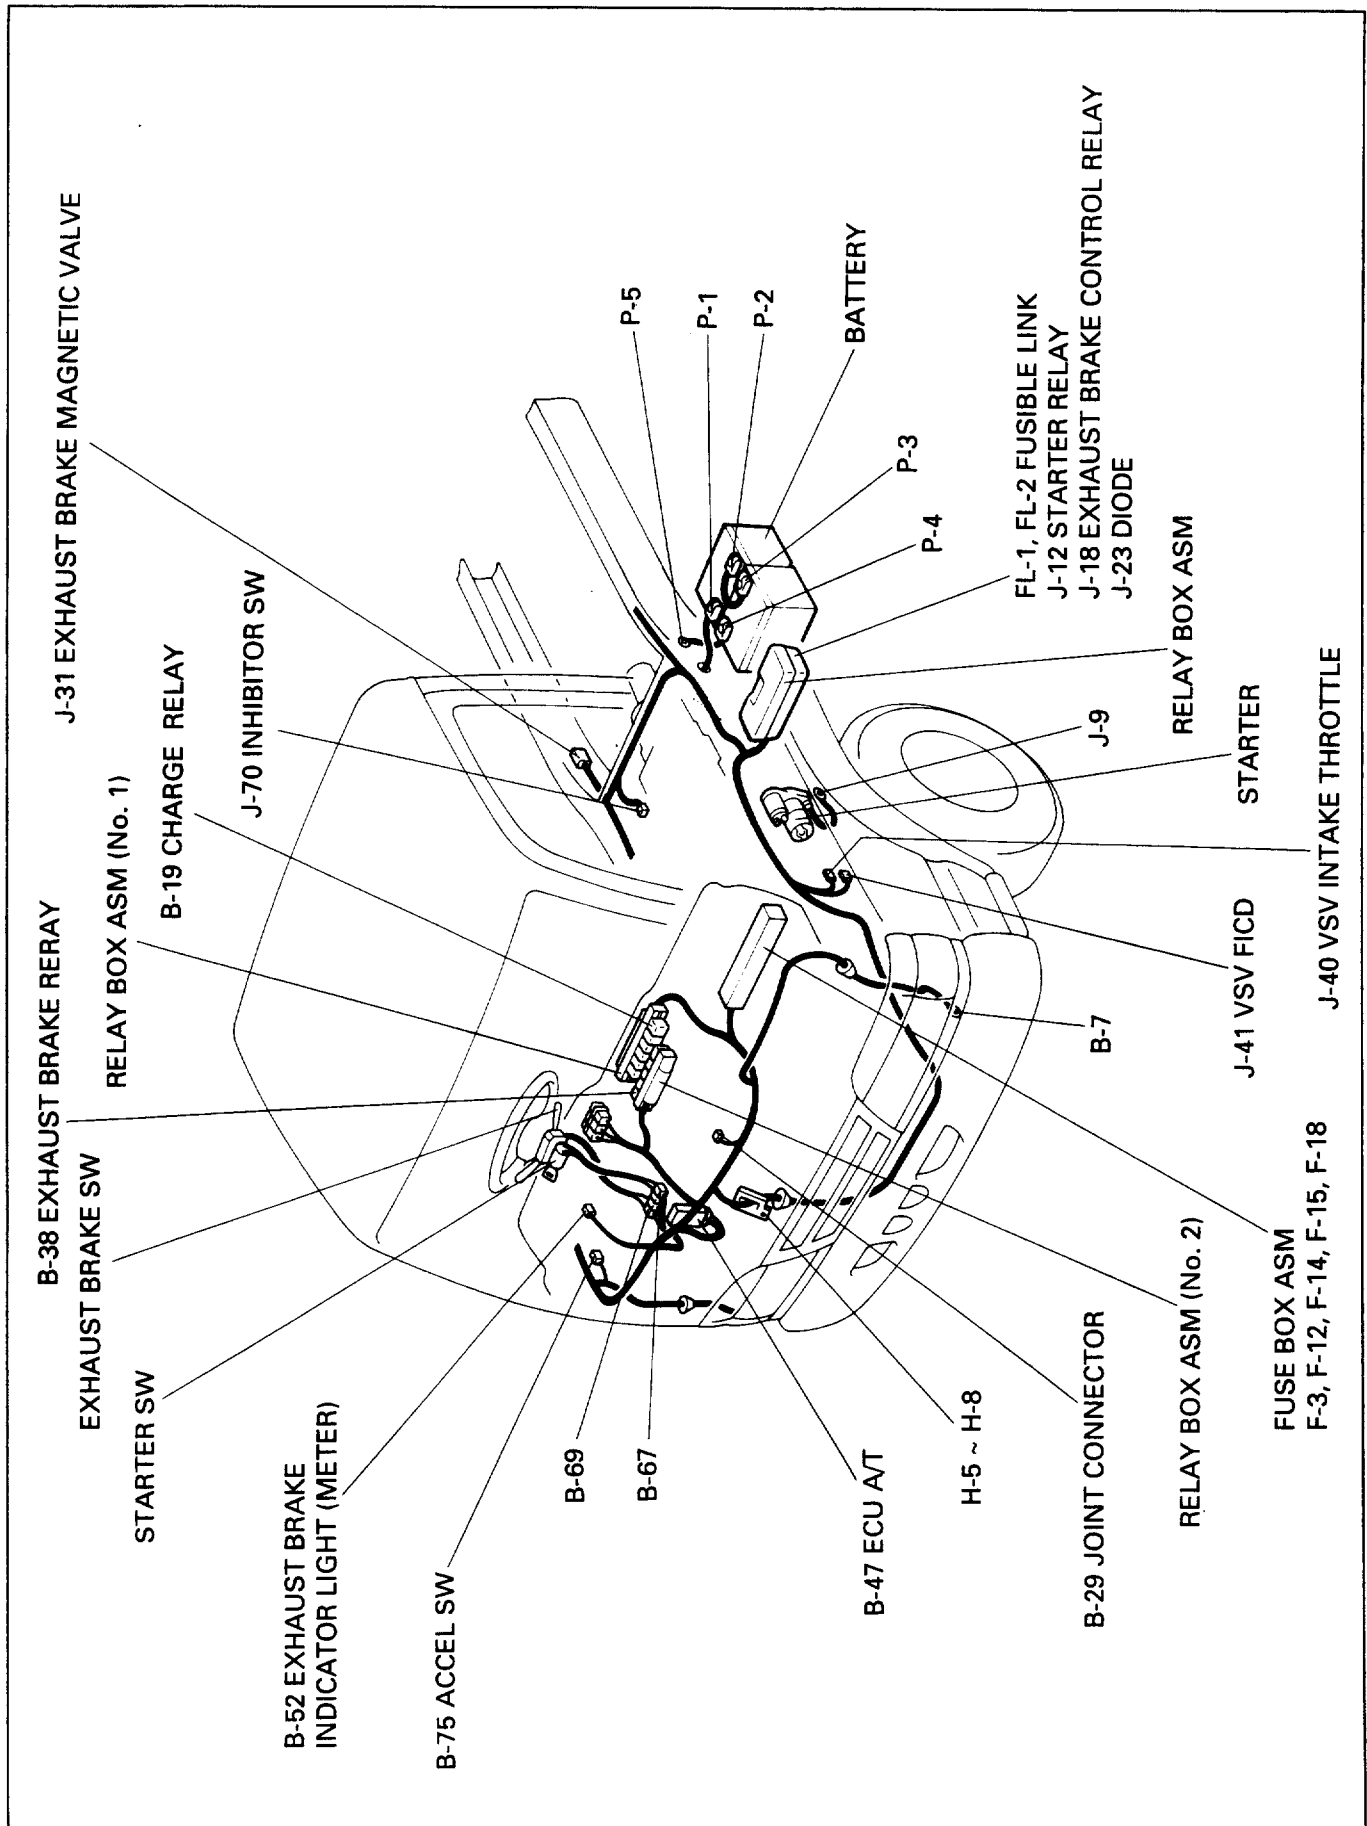 J-31 EXHAUST BRAKE MAGNETIC VALVE
J-70 INHIBITOR SW
B-19 CHARGE RELAY
RELAY BOX ASM (No. 1)
B-38 EXHAUST BRAKE RERAY
EXHAUST BRAKE SW
STARTER SW
B-52 EXHAUST BRAKE
INDICATOR LIGHT (METER)
B-75 ACCEL SW
B-69
B-67
B-47 ECU A/T
H-5 ~ H-8
B-29 JOINT CONNECTOR
RELAY BOX ASM (No. 2)
FUSE BOX ASM
F-3, F-12, F-14, F-15, F-18
B-7
J-41 VSV FICD
J-40 VSV INTAKE THROTTLE
STARTER
J-9
RELAY BOX ASM
FL-1, FL-2 FUSIBLE LINK
J-12 STARTER RELAY
J-18 EXHAUST BRAKE CONTROL RELAY
J-23 DIODE
P-4
P-3
BATTERY
P-2
P-1
P-5